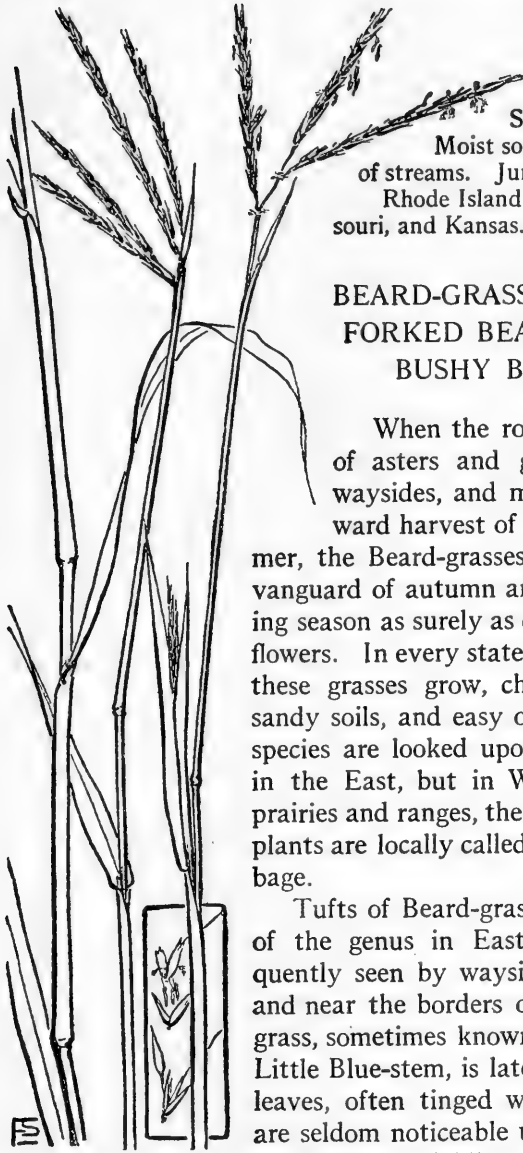 S
Moist so
of streams. Jun
Rhode Island
souri, and Kansas.
BEARD-GRASS
FORKED BEA
BUSHY B
When the ro
of asters and g
waysides, and m
ward harvest of
mer, the Beard-grasses
vanguard of autumn an
ing season as surely as
flowers. In every state
these grasses grow, ch
sandy soils, and easy o
species are looked upo
in the East, but in W
prairies and ranges, the
plants are locally called
bage.
Tufts of Beard-gras
of the genus in East
quently seen by waysi
and near the borders o
grass, sometimes known
Little Blue-stem, is late
leaves, often tinged w
are seldom noticeable u